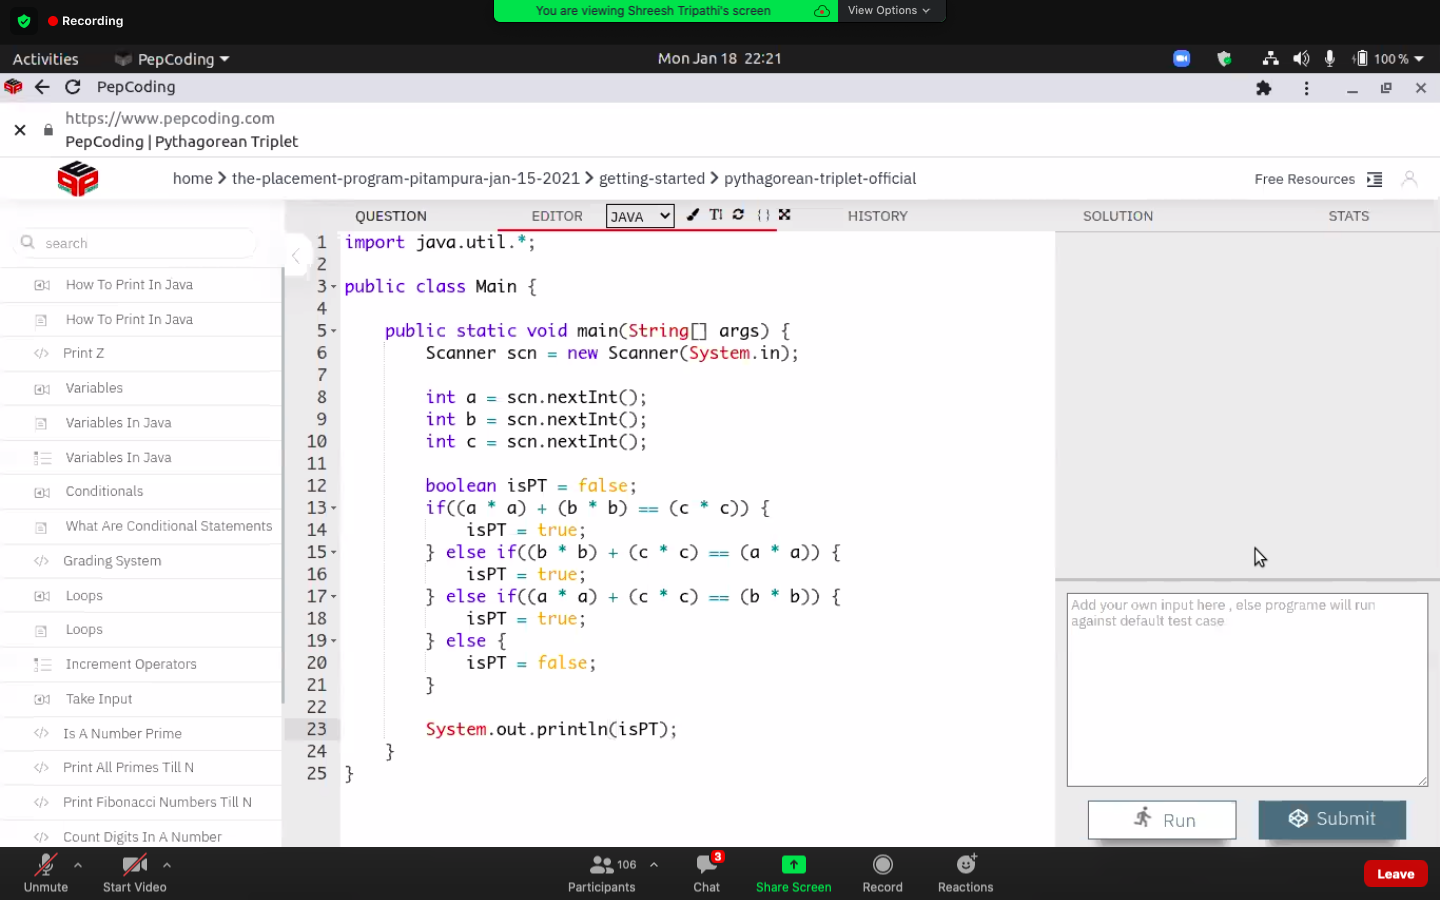 Recording
You are viewing Shreesh Tripathi's screen
View Options
Activities
PepCoding
Mon Jan 18 22:21
100 %
PepCoding
https://www.pepcoding.com
PepCoding | Pythagorean Triplet
home > the-placement-program-pitampura-jan-15-2021 > getting-started > pythagorean-triplet-official
Free Resources
QUESTION
EDITOR
JAVA
HISTORY
SOLUTION
STATS
search
How To Print In Java
How To Print In Java
Print Z
Variables
Variables In Java
Variables In Java
Conditionals
What Are Conditional Statements
Grading System
Loops
Loops
Increment Operators
Take Input
Is A Number Prime
Print All Primes Till N
Print Fibonacci Numbers Till N
Count Digits In A Number
1 import java.util.*;
2
3 public class Main {
4
5 public static void main(String[] args) {
6 Scanner scn = new Scanner(System.in);
7
8 int a = scn.nextInt();
9 int b = scn.nextInt();
10 int c = scn.nextInt();
11
12 boolean isPT = false;
13 if((a * a) + (b * b) == (c * c)) {
14 isPT = true;
15 } else if((b * b) + (c * c) == (a * a)) {
16 isPT = true;
17 } else if((a * a) + (c * c) == (b * b)) {
18 isPT = true;
19 } else {
20 isPT = false;
21 }
22
23 System.out.println(isPT);
24 }
25 }
Add your own input here , else programe will run
against default test case
Run
Submit
Unmute
Start Video
106
Participants
3
Chat
Share Screen
Record
Reactions
Leave